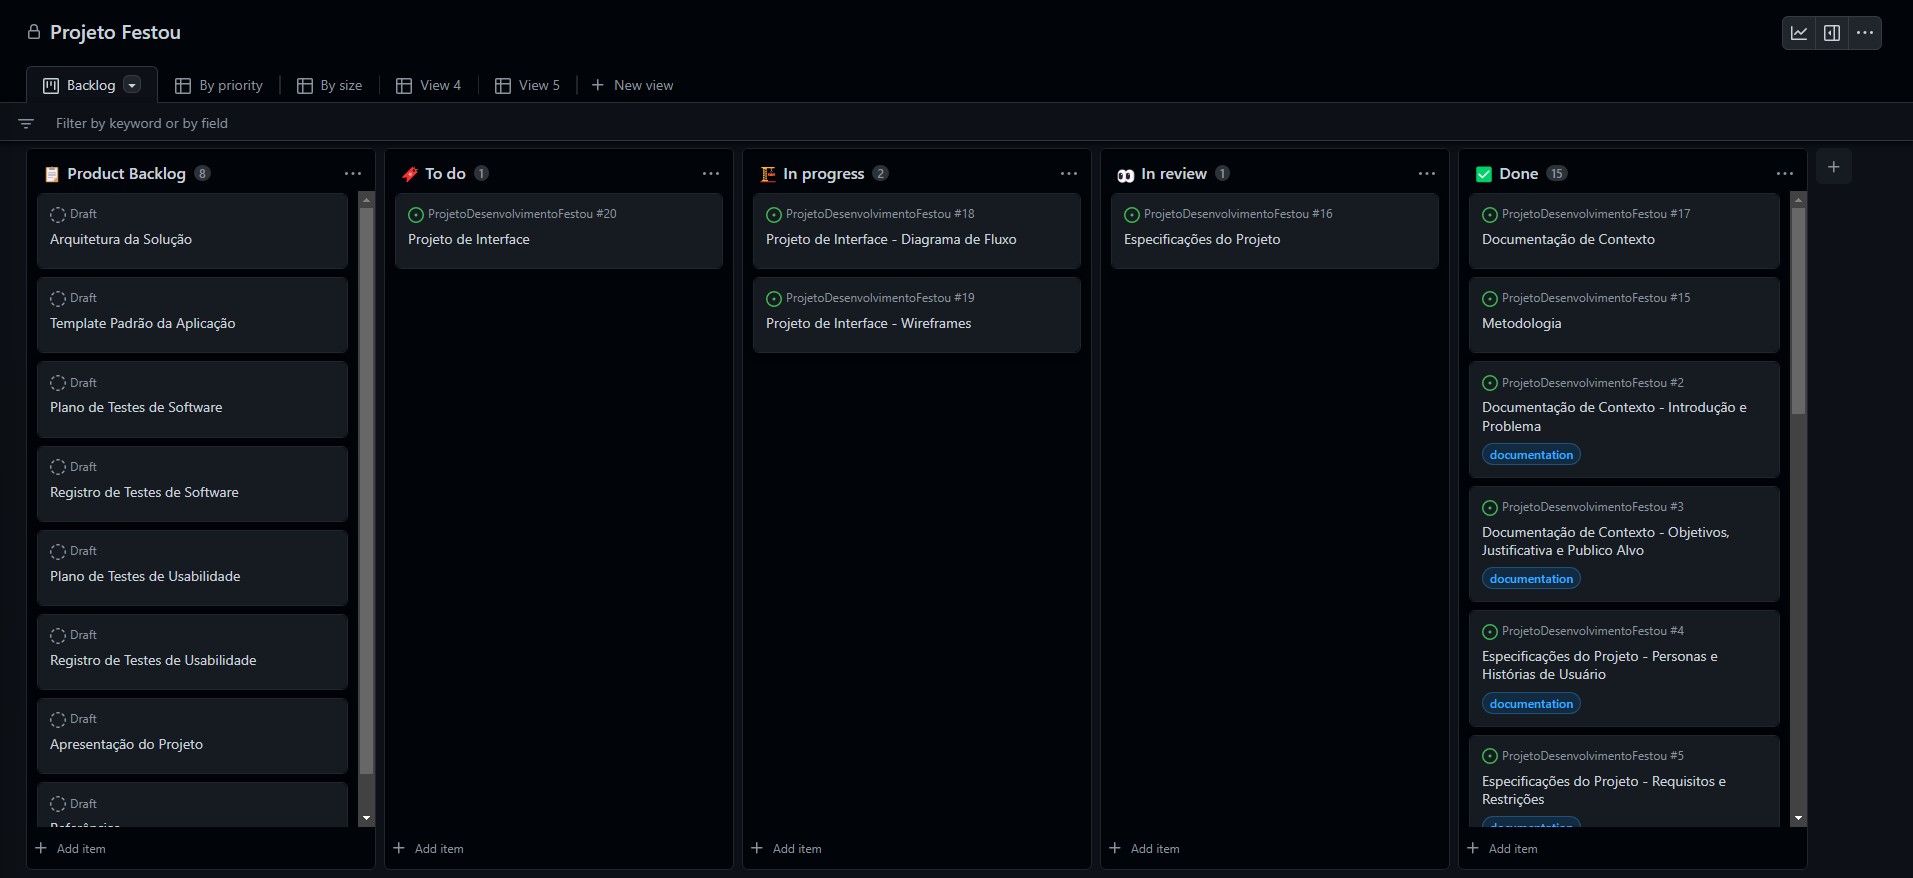 Projeto Festou
Backlog
By priority
By size
View 4
View 5
New view
Filter by keyword or by field
Product Backlog 8
Draft
Arquitetura da Solução
Draft
Template Padrão da Aplicação
Draft
Plano de Testes de Software
Draft
Registro de Testes de Software
Draft
Plano de Testes de Usabilidade
Draft
Registro de Testes de Usabilidade
Draft
Apresentação do Projeto
Draft
Add item
To do 1
ProjetoDesenvolvimentoFestou #20
Projeto de Interface
Add item
In progress 2
ProjetoDesenvolvimentoFestou #18
Projeto de Interface - Diagrama de Fluxo
ProjetoDesenvolvimentoFestou #19
Projeto de Interface - Wireframes
Add item
In review 1
ProjetoDesenvolvimentoFestou #16
Especificações do Projeto
Add item
Done 15
ProjetoDesenvolvimentoFestou #17
Documentação de Contexto
ProjetoDesenvolvimentoFestou #15
Metodologia
ProjetoDesenvolvimentoFestou #2
Documentação de Contexto - Introdução e
Problema
documentation
ProjetoDesenvolvimentoFestou #3
Documentação de Contexto - Objetivos,
Justificativa e Publico Alvo
documentation
ProjetoDesenvolvimentoFestou #4
Especificações do Projeto - Personas e
Histórias de Usuário
documentation
ProjetoDesenvolvimentoFestou #5
Especificações do Projeto - Requisitos e
Restrições
documentation
Add item